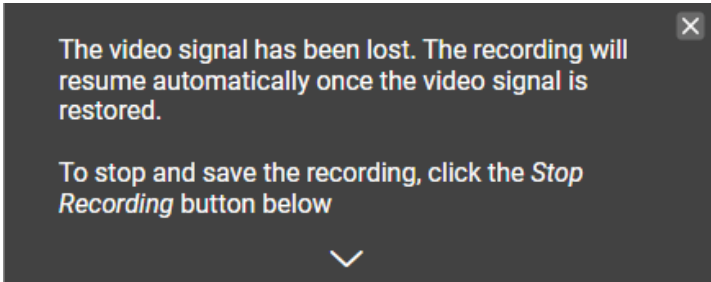 The video signal has been lost. The recording will
resume automatically once the video signal is
restored.
To stop and save the recording, click the Stop
Recording button below